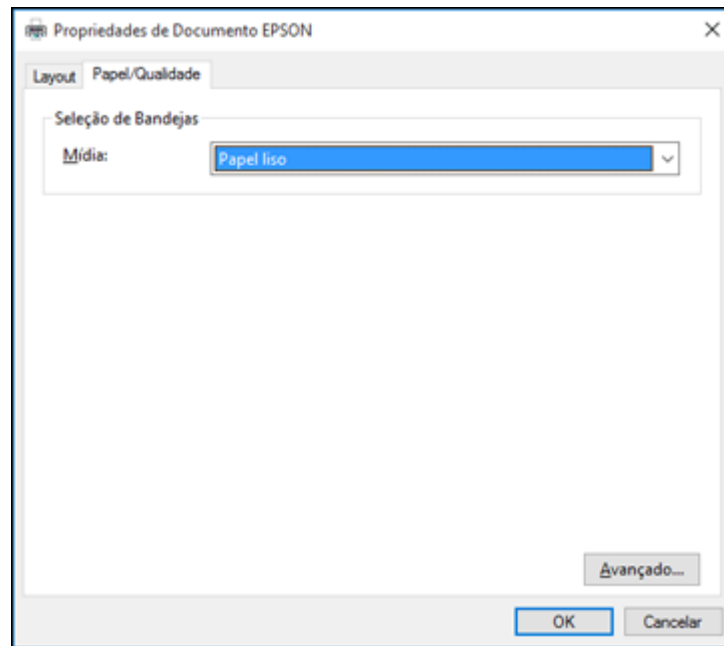 Propriedades de Documento EPSON
Layout Papel/Qualidade
Seleção de Bandejas
Mídia: Papel liso
Avançado...
OK Cancelar